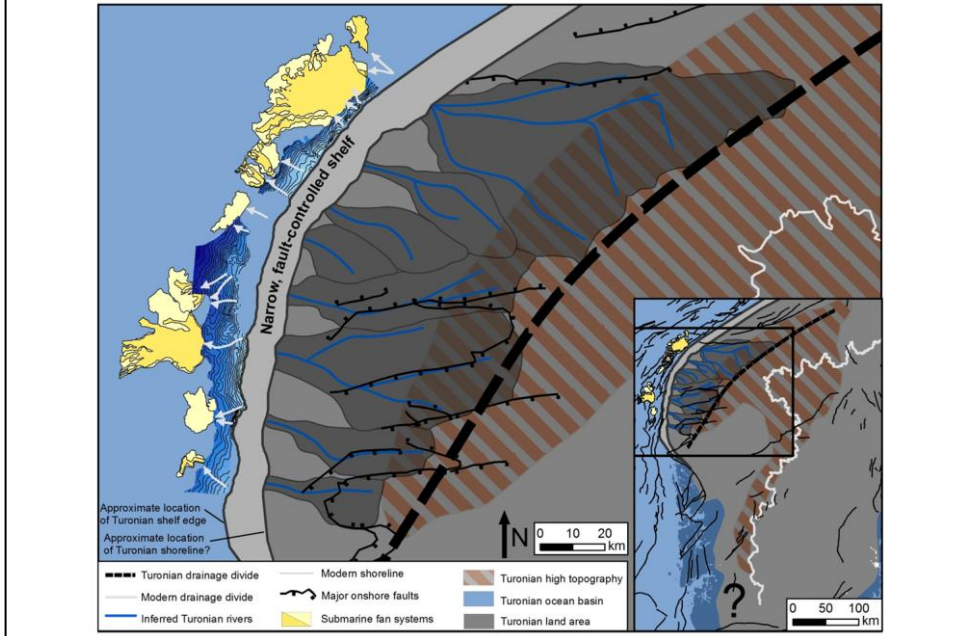 Narrow, fault-controlled shelf
Approximate location
of Turonian shelf edge
Approximate location
of Turonian shoreline?
N
0 10 20
km
?
0 50 100
km
Turonian drainage divide
Modern drainage divide
Inferred Turonian rivers
Modern shoreline
Major onshore faults
Submarine fan systems
Turonian high topography
Turonian ocean basin
Turonian land area